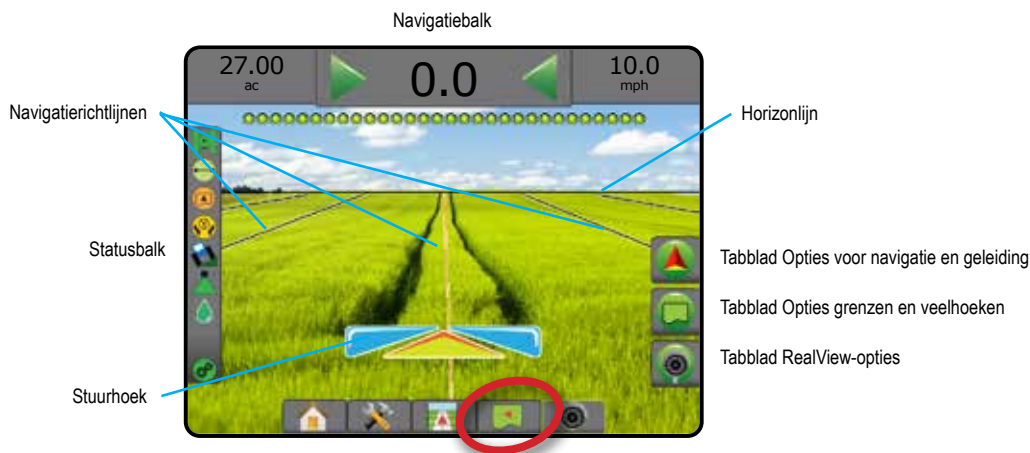 Navigatiebalk
27.00
ac
0.0
10.0
mph
Navigatierichtlijnen
Horizonlijn
Statusbalk
Tabblad Opties voor navigatie en geleiding
Tabblad Opties grenzen en veelhoeken
Tabblad RealView-opties
Stuurhoek